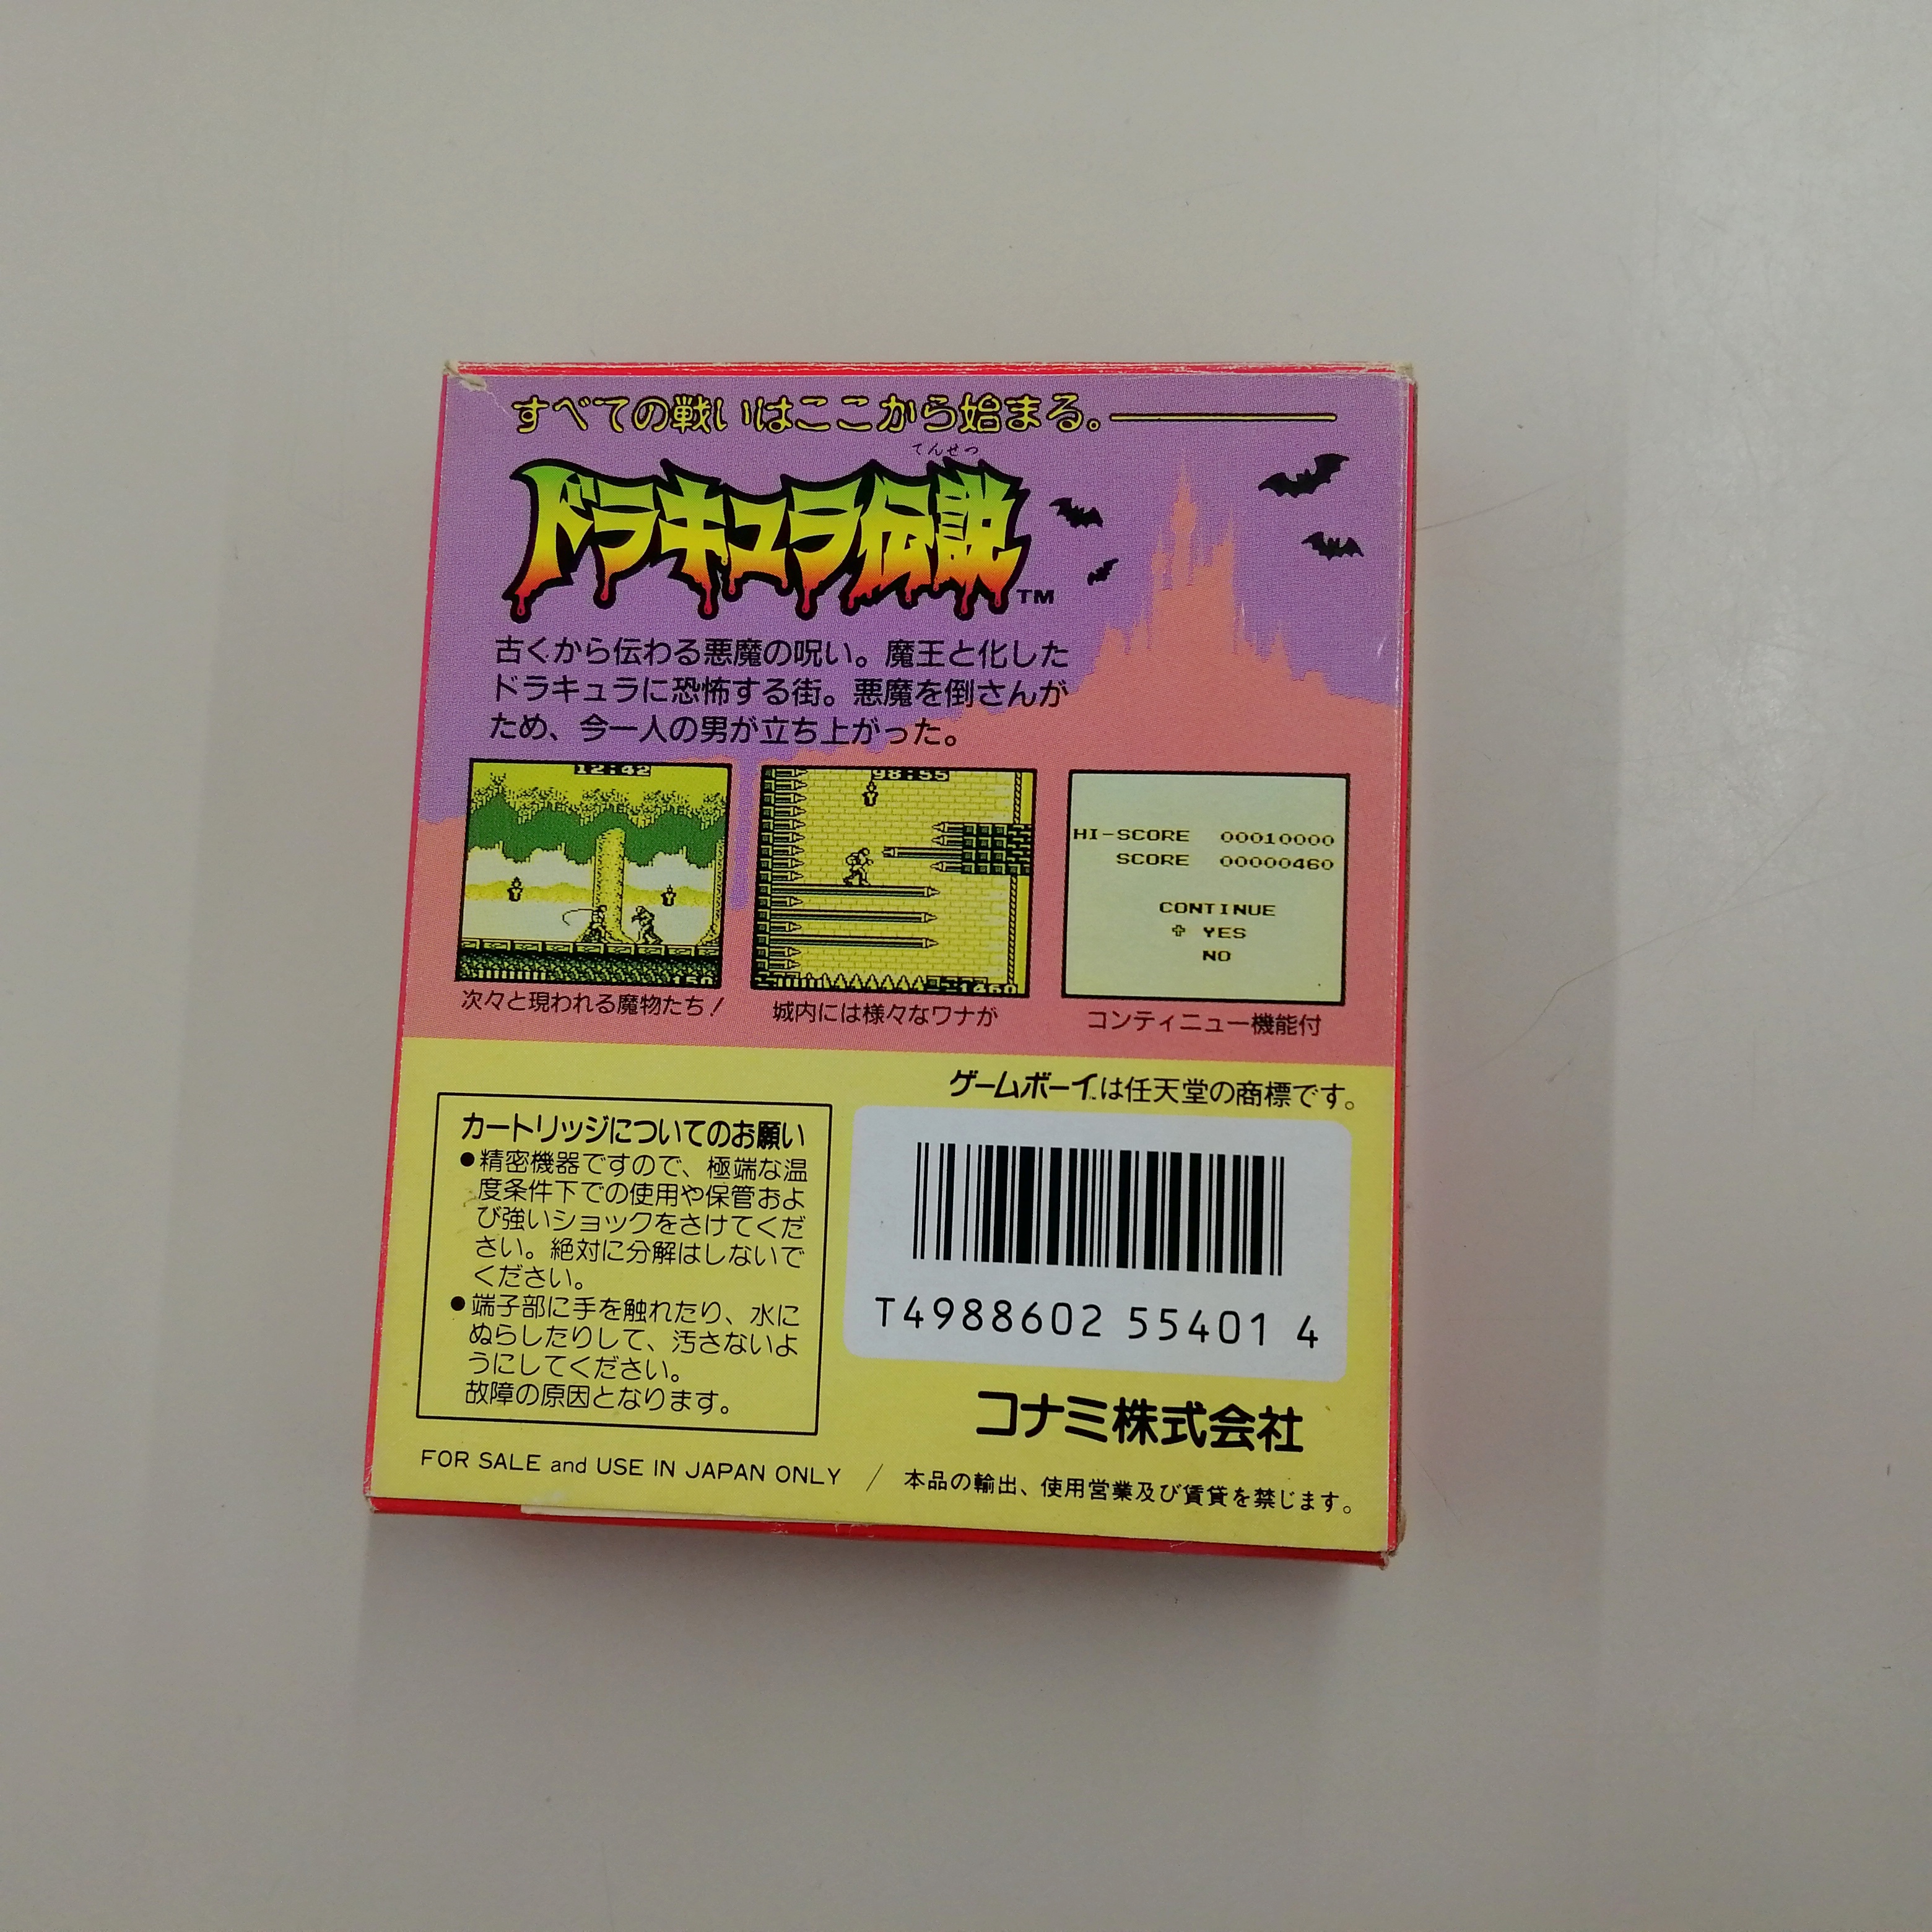 すべての戦いはここから始まる。
てんせつ
ドラキュラ伝説
TM
古くから伝わる悪魔の呪い。魔王と化した
ドラキュラに恐怖する街。悪魔を倒さんが
ため、今一人の男が立ち上がった。
12:42
150
98:55
1460
HI-SCORE 00010000
SCORE 00000460
CONTINUE
YES
NO
次々と現われる魔物たち!
城内には様々なワナが
コンティニュー機能付
ゲームボーイ™は任天堂の商標です。
カートリッジについてのお願い
●精密機器ですので、極端な温
度条件下での使用や保管およ
び強いショックをさけてくだ
さい。絶対に分解はしないで
ください。
●端子部に手を触れたり、水に
ぬらしたりして、汚さないよ
うにしてください。
故障の原因となります。
T4988602 55401 4
コナミ株式会社
FOR SALE and USE IN JAPAN ONLY / 本品の輸出、使用営業及び賃貸を禁じます。